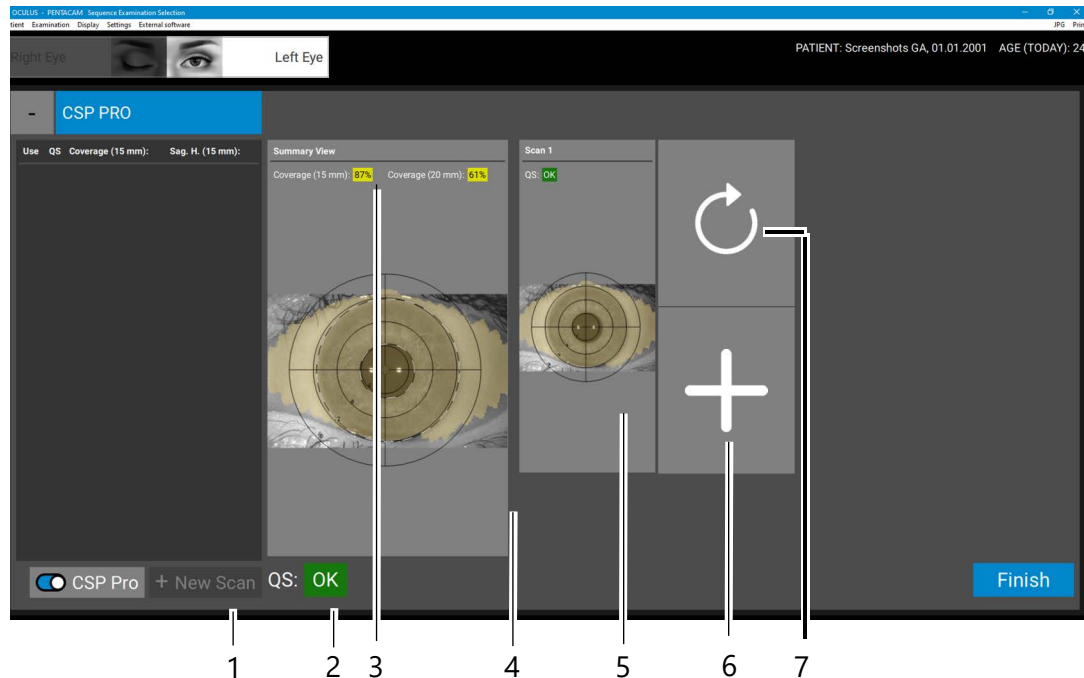 OCULUS - PENTACAM Sequence Examination Selection
tient Examination Display Settings External software JPG Prin
Right Eye Left Eye PATIENT: Screenshots GA, 01.01.2001 AGE (TODAY): 24
- CSP PRO
Use QS Coverage (15 mm): Sag. H. (15 mm):
Summary View
Coverage (15 mm): 87% Coverage (20 mm): 61%
Scan 1
QS: OK
CSP Pro + New Scan QS: OK Finish
1 2 3 4 5 6 7